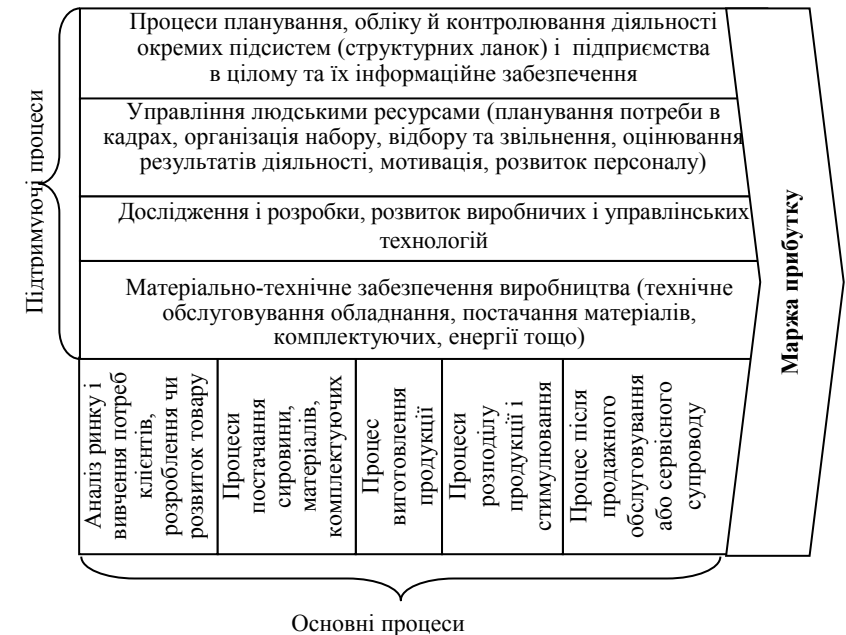 Підтримуючі процеси
Процеси планування, обліку й контролювання діяльності
окремих підсистем (структурних ланок) і підприємства
в цілому та їх інформаційне забезпечення
Управління людськими ресурсами (планування потреби в
кадрах, організація набору, відбору та звільнення, оцінювання
результатів діяльності, мотивація, розвиток персоналу)
Дослідження і розробки, розвиток виробничих і управлінських
технологій
Матеріально-технічне забезпечення виробництва (технічне
обслуговування обладнання, постачання матеріалів,
комплектуючих, енергії тощо)
Аналіз ринку і
вивчення потреб
клієнтів,
розроблення чи
розвиток товару
Процеси
постачання
сировини,
матеріалів,
комплектуючих
Процес
виготовлення
продукції
Процеси
розподілу
продукції і
стимулювання
Процес після
продажного
обслуговування
або сервісного
супроводу
Маржа прибутку
Основні процеси